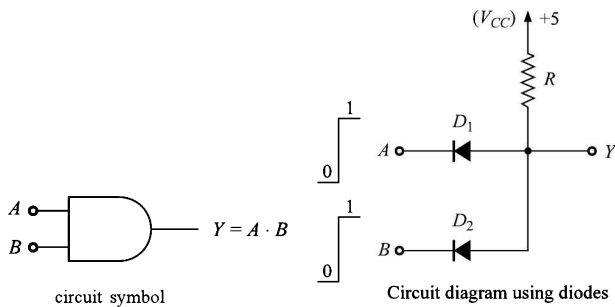 A
B
Y = A · B
circuit symbol
(V_CC) +5
R
1
0
A
D₁
Y
1
0
B
D₂
Circuit diagram using diodes